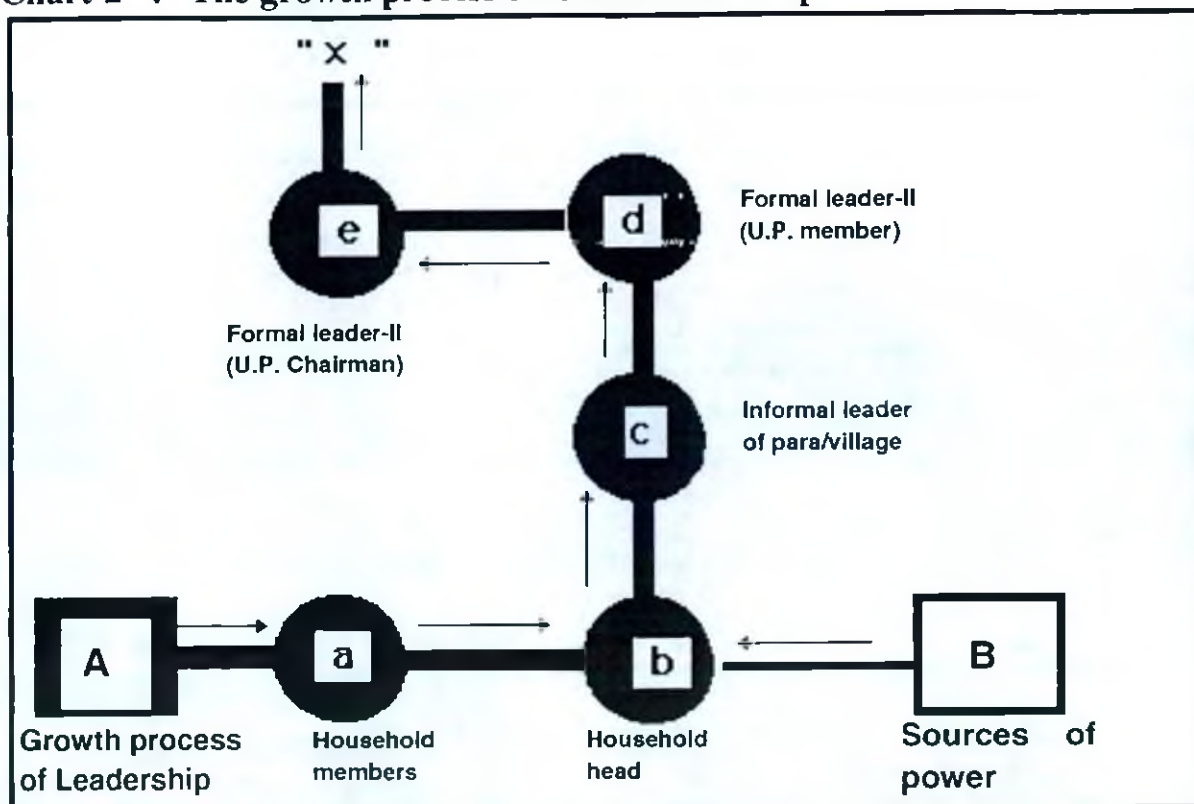 " x "
e
d
Formal leader-II
(U.P. member)
Formal leader-II
(U.P. Chairman)
c
Informal leader
of para/village
A
a
b
B
Growth process
of Leadership
Household
members
Household
head
Sources of
power